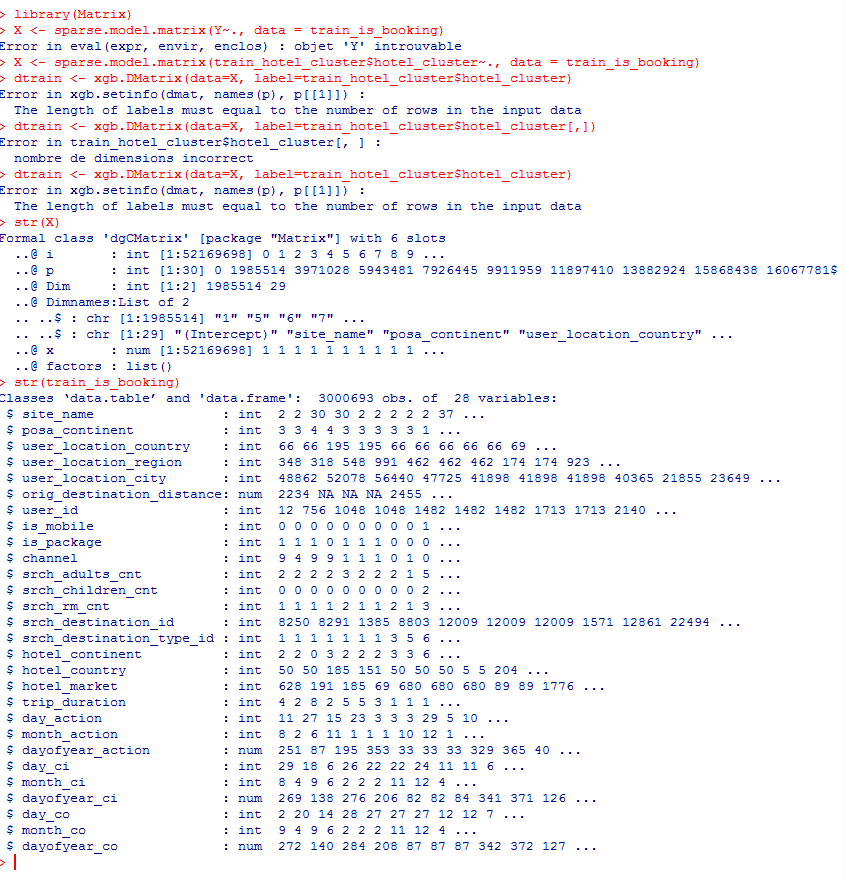 > library(Matrix)
> X <- sparse.model.matrix(Y~., data = train_is_booking)
Error in eval(expr, envir, enclos) : objet 'Y' introuvable
> X <- sparse.model.matrix(train_hotel_cluster$hotel_cluster~., data = train_is_booking)
> dtrain <- xgb.DMatrix(data=X, label=train_hotel_cluster$hotel_cluster)
Error in xgb.setinfo(dmat, names(p), p[[1]]) :
  The length of labels must equal to the number of rows in the input data
> dtrain <- xgb.DMatrix(data=X, label=train_hotel_cluster$hotel_cluster[,])
Error in train_hotel_cluster$hotel_cluster[, ] :
  nombre de dimensions incorrect
> dtrain <- xgb.DMatrix(data=X, label=train_hotel_cluster$hotel_cluster)
Error in xgb.setinfo(dmat, names(p), p[[1]]) :
  The length of labels must equal to the number of rows in the input data
> str(X)
Formal class 'dgCMatrix' [package "Matrix"] with 6 slots
  ..@ i       : int [1:52169698] 0 1 2 3 4 5 6 7 8 9 ...
  ..@ p       : int [1:30] 0 1985514 3971028 5943481 7926445 9911959 11897410 13882924 15868438 16067781$
  ..@ Dim     : int [1:2] 1985514 29
  ..@ Dimnames:List of 2
  .. ..$ : chr [1:1985514] "1" "5" "6" "7" ...
  .. ..$ : chr [1:29] "(Intercept)" "site_name" "posa_continent" "user_location_country" ...
  ..@ x       : num [1:52169698] 1 1 1 1 1 1 1 1 1 1 ...
  ..@ factors : list()
> str(train_is_booking)
Classes ‘data.table’ and 'data.frame':  3000693 obs. of  28 variables:
 $ site_name                : int  2 2 30 30 2 2 2 2 2 37 ...
 $ posa_continent           : int  3 3 4 4 3 3 3 3 3 1 ...
 $ user_location_country    : int  66 66 195 195 66 66 66 66 66 69 ...
 $ user_location_region     : int  348 318 548 991 462 462 462 174 174 923 ...
 $ user_location_city       : int  48862 52078 56440 47725 41898 41898 41898 40365 21855 23649 ...
 $ orig_destination_distance: num  2234 NA NA NA 2455 ...
 $ user_id                  : int  12 756 1048 1048 1482 1482 1482 1713 1713 2140 ...
 $ is_mobile                : int  0 0 0 0 0 0 0 0 0 1 ...
 $ is_package               : int  1 1 1 0 1 1 1 0 0 0 ...
 $ channel                  : int  9 4 9 9 1 1 1 0 1 0 ...
 $ srch_adults_cnt          : int  2 2 2 2 3 2 2 2 1 5 ...
 $ srch_children_cnt        : int  0 0 0 0 0 0 0 0 0 2 ...
 $ srch_rm_cnt              : int  1 1 1 1 2 1 1 2 1 3 ...
 $ srch_destination_id      : int  8250 8291 1385 8803 12009 12009 12009 1571 12861 22494 ...
 $ srch_destination_type_id : int  1 1 1 1 1 1 1 3 5 6 ...
 $ hotel_continent          : int  2 2 0 3 2 2 2 3 3 6 ...
 $ hotel_country            : int  50 50 185 151 50 50 50 5 5 204 ...
 $ hotel_market             : int  628 191 185 69 680 680 680 89 89 1776 ...
 $ trip_duration            : int  4 2 8 2 5 5 3 1 1 1 ...
 $ day_action               : int  11 27 15 23 3 3 3 29 5 10 ...
 $ month_action             : int  8 2 6 11 1 1 1 10 12 1 ...
 $ dayofyear_action         : num  251 87 195 353 33 33 33 329 365 40 ...
 $ day_ci                   : int  29 18 6 26 22 22 24 11 11 6 ...
 $ month_ci                 : int  8 4 9 6 2 2 2 11 12 4 ...
 $ dayofyear_ci             : num  269 138 276 206 82 82 84 341 371 126 ...
 $ day_co                   : int  2 20 14 28 27 27 27 12 12 7 ...
 $ month_co                 : int  9 4 9 6 2 2 2 11 12 4 ...
 $ dayofyear_co             : num  272 140 284 208 87 87 87 342 372 127 ...
>